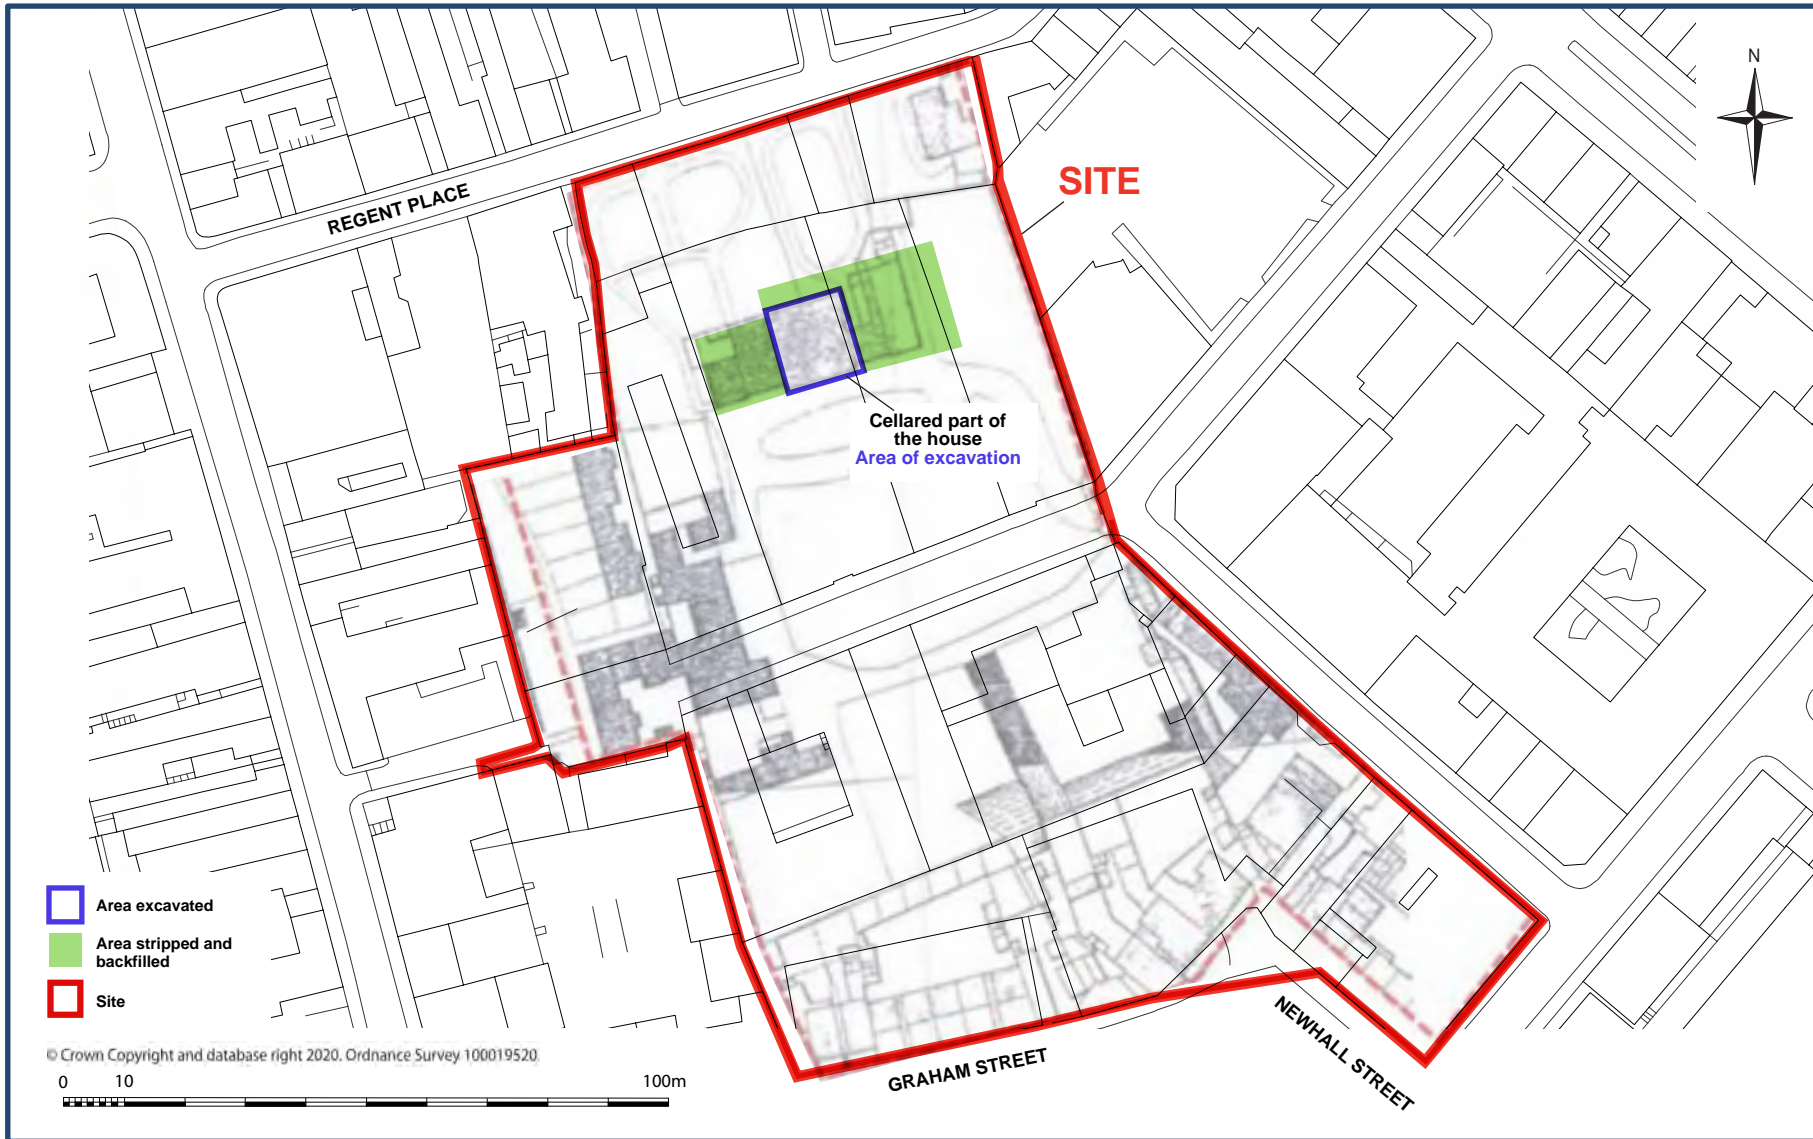 N
SITE
REGENT PLACE
Cellared part of
the house
Area of excavation
Area excavated
Area stripped and
backfilled
Site
© Crown Copyright and database right 2020. Ordnance Survey 100019520
0 10 100m
GRAHAM STREET
NEWHALL STREET